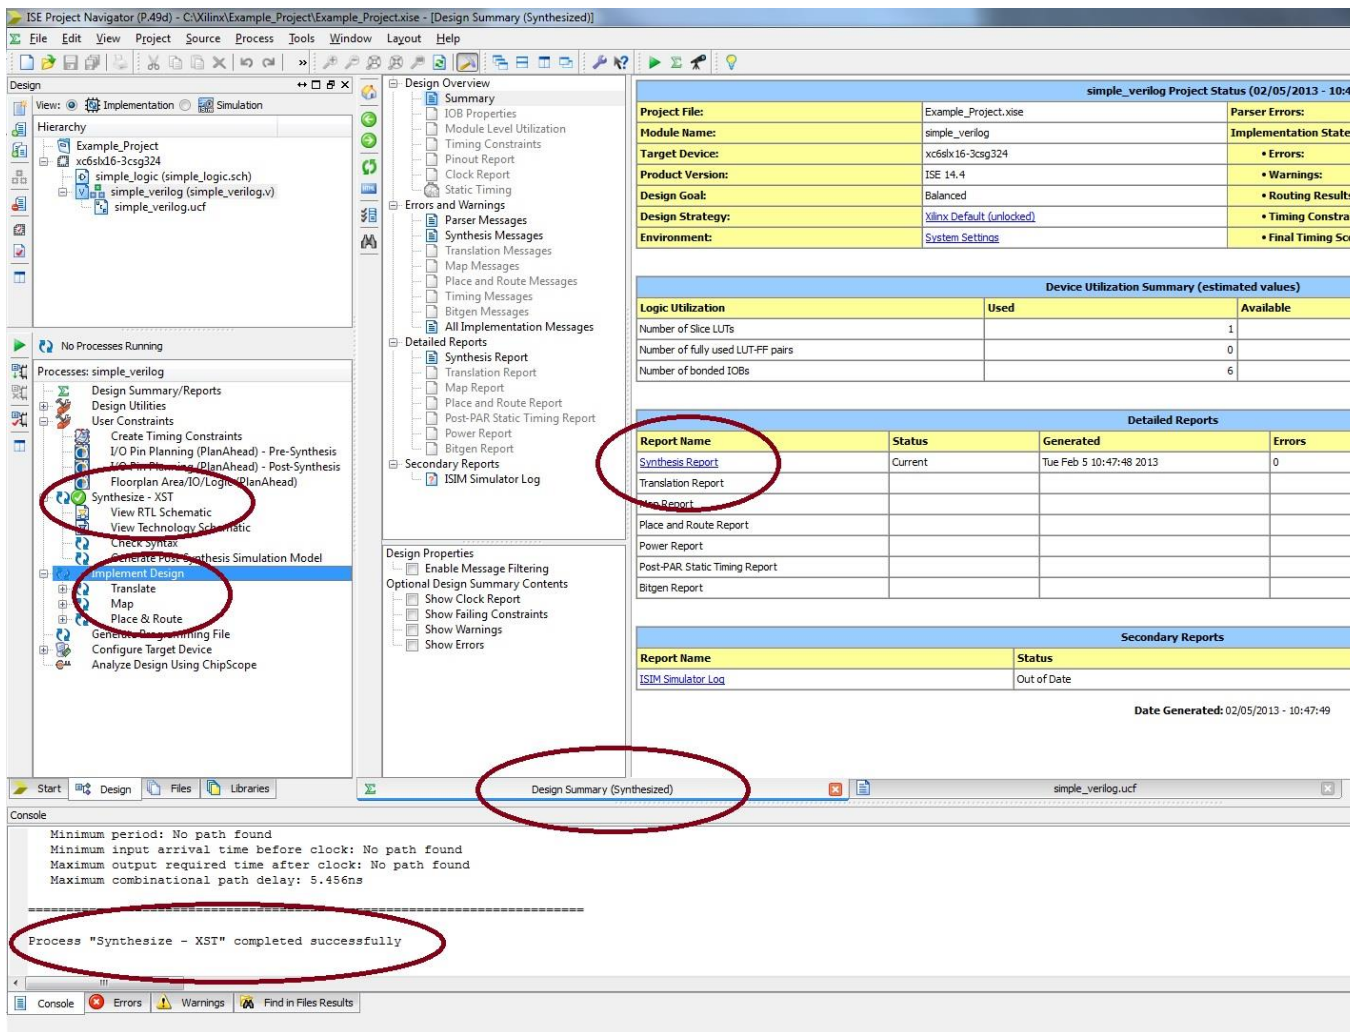 ISE Project Navigator (P.49d) - C:\Xilinx\Example_Project\Example_Project.xise - [Design Summary (Synthesized)]
File Edit View Project Source Process Tools Window Layout Help
Design
View: Implementation Simulation
Hierarchy
Example_Project
xc6slx16-3csg324
simple_logic (simple_logic.sch)
simple_verilog (simple_verilog.v)
simple_verilog.ucf
No Processes Running
Processes: simple_verilog
Design Summary/Reports
Design Utilities
User Constraints
Create Timing Constraints
I/O Pin Planning (PlanAhead) - Pre-Synthesis
I/O Pin Planning (PlanAhead) - Post-Synthesis
Floorplan Area/IO/Logic (PlanAhead)
Synthesize - XST
View RTL Schematic
View Technology Schematic
Check Syntax
Generate Post-Synthesis Simulation Model
Implement Design
Translate
Map
Place & Route
Generate Programming File
Configure Target Device
Analyze Design Using ChipScope
Start Design Files Libraries
Design Overview
Summary
IOB Properties
Module Level Utilization
Timing Constraints
Pinout Report
Clock Report
Static Timing
Errors and Warnings
Parser Messages
Synthesis Messages
Translation Messages
Map Messages
Place and Route Messages
Timing Messages
Bitgen Messages
All Implementation Messages
Detailed Reports
Synthesis Report
Translation Report
Map Report
Place and Route Report
Post-PAR Static Timing Report
Power Report
Bitgen Report
Secondary Reports
ISIM Simulator Log
Design Properties
Enable Message Filtering
Optional Design Summary Contents
Show Clock Report
Show Failing Constraints
Show Warnings
Show Errors
simple_verilog Project Status (02/05/2013 - 10:4
Project File: Example_Project.xise Parser Errors:
Module Name: simple_verilog Implementation State
Target Device: xc6slx16-3csg324 • Errors:
Product Version: ISE 14.4 • Warnings:
Design Goal: Balanced • Routing Results
Design Strategy: Xilinx Default (unlocked) • Timing Constra
Environment: System Settings • Final Timing Sc
Device Utilization Summary (estimated values)
Logic Utilization Used Available
Number of Slice LUTs 1
Number of fully used LUT-FF pairs 0
Number of bonded IOBs 6
Detailed Reports
Report Name Status Generated Errors
Synthesis Report Current Tue Feb 5 10:47:48 2013 0
Translation Report
Map Report
Place and Route Report
Power Report
Post-PAR Static Timing Report
Bitgen Report
Secondary Reports
Report Name Status
ISIM Simulator Log Out of Date
Date Generated: 02/05/2013 - 10:47:49
Design Summary (Synthesized) simple_verilog.ucf
Console
Minimum period: No path found
Minimum input arrival time before clock: No path found
Maximum output required time after clock: No path found
Maximum combinational path delay: 5.456ns
=========================================================================
Process "Synthesize - XST" completed successfully
Console Errors Warnings Find in Files Results